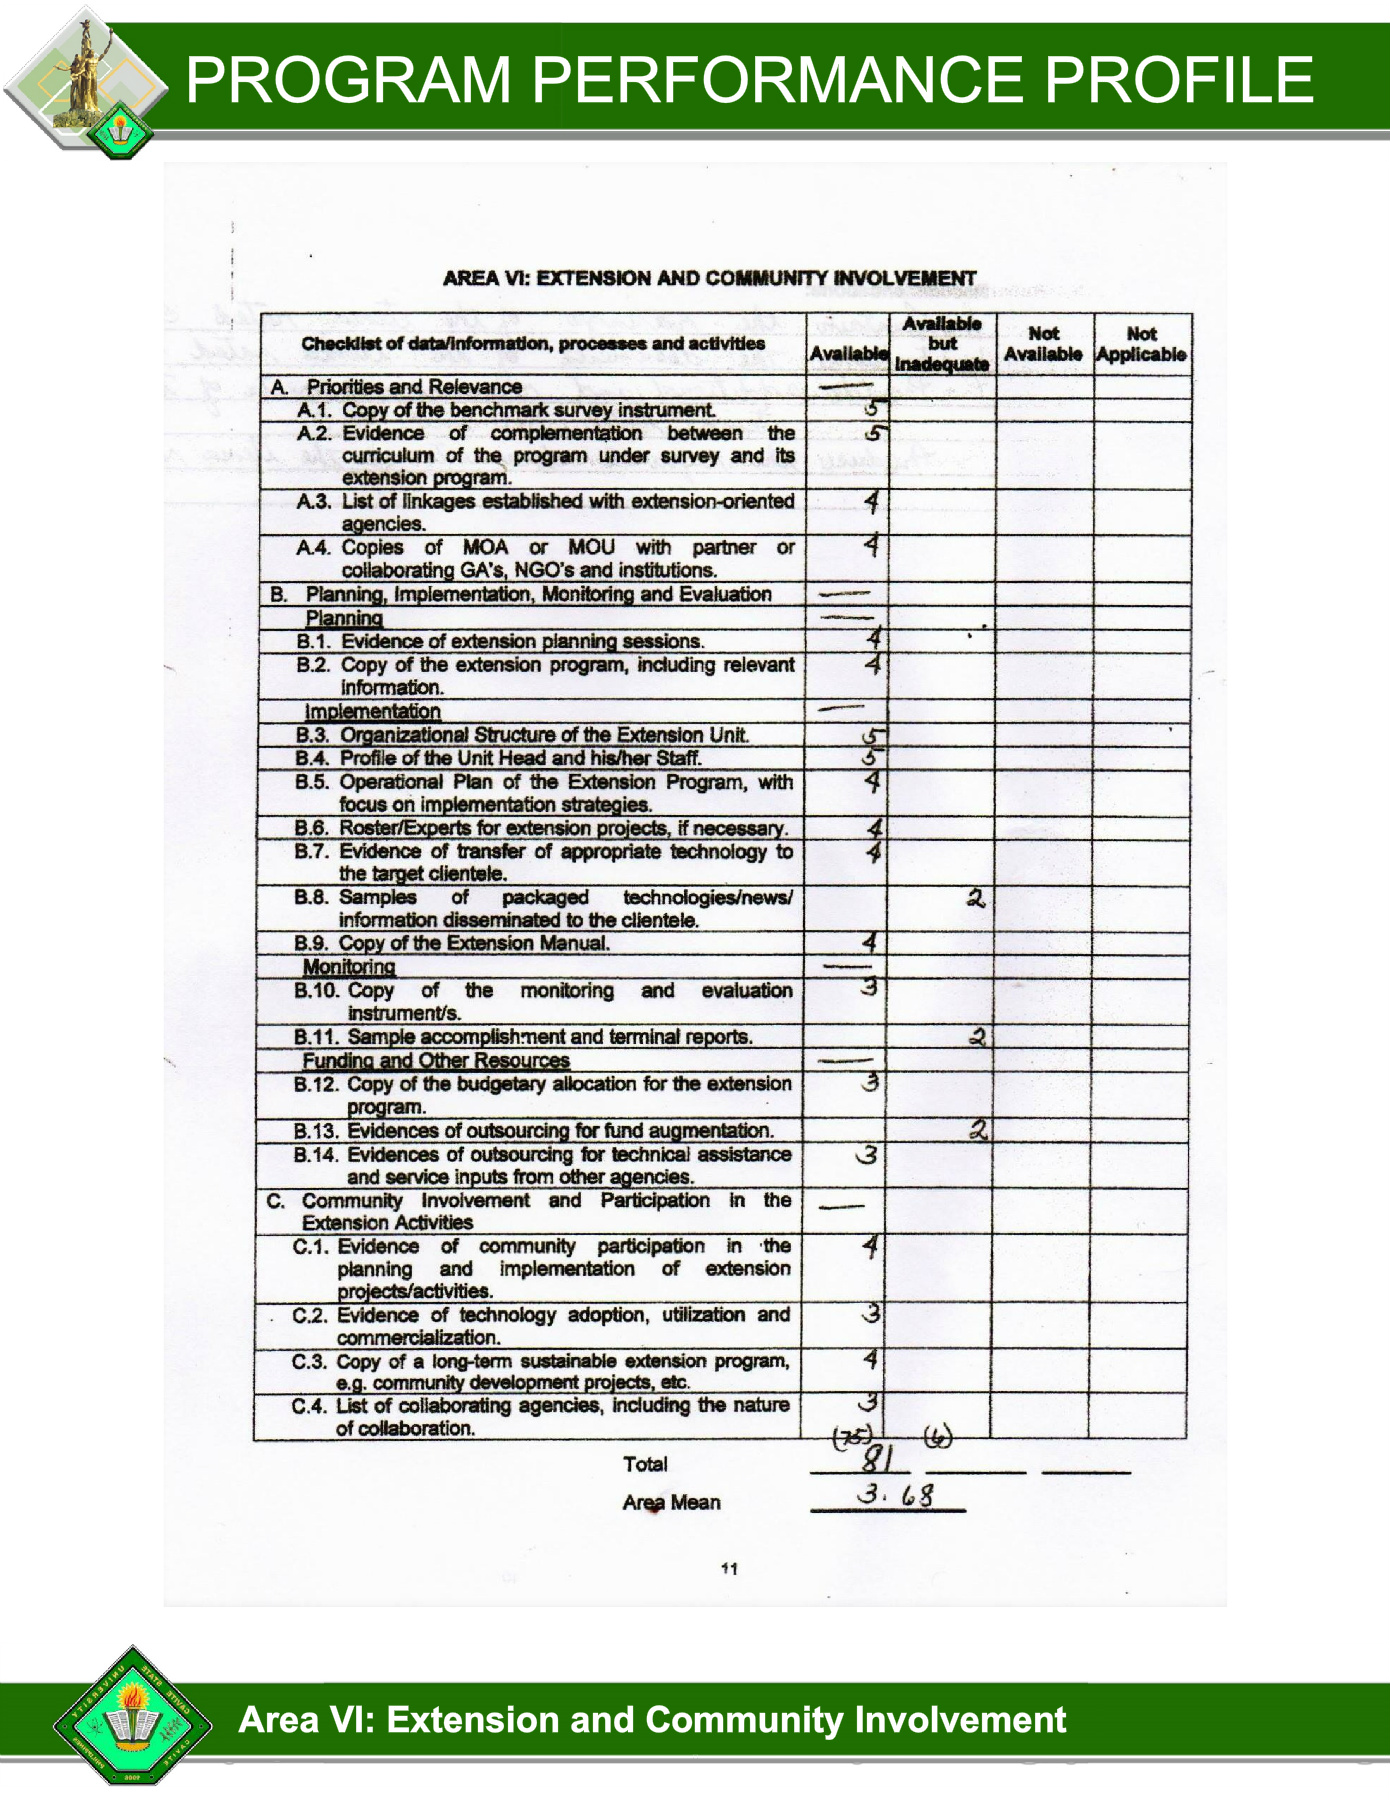 PROGRAM PERFORMANCE PROFILE
AREA VI: EXTENSION AND COMMUNITY INVOLVEMENT
Checklist of data/information, processes and activities
Available
Available
but
Inadequate
Not
Available
Not
Applicable
A. Priorities and Relevance —
A.1. Copy of the benchmark survey instrument. 5
A.2. Evidence of complementation between the 5
curriculum of the program under survey and its
extension program.
A.3. List of linkages established with extension-oriented 4
agencies.
A.4. Copies of MOA or MOU with partner or 4
collaborating GA's, NGO's and institutions.
B. Planning, Implementation, Monitoring and Evaluation —
Planning —
B.1. Evidence of extension planning sessions. 4
B.2. Copy of the extension program, including relevant 4
information.
Implementation —
B.3. Organizational Structure of the Extension Unit. 5
B.4. Profile of the Unit Head and his/her Staff. 5
B.5. Operational Plan of the Extension Program, with 4
focus on implementation strategies.
B.6. Roster/Experts for extension projects, if necessary. 4
B.7. Evidence of transfer of appropriate technology to 4
the target clientele.
B.8. Samples of packaged technologies/news/ 2
information disseminated to the clientele.
B.9. Copy of the Extension Manual. 4
Monitoring —
B.10. Copy of the monitoring and evaluation 3
instrument/s.
B.11. Sample accomplishment and terminal reports. 2
Funding and Other Resources —
B.12. Copy of the budgetary allocation for the extension 3
program.
B.13. Evidences of outsourcing for fund augmentation. 2
B.14. Evidences of outsourcing for technical assistance 3
and service inputs from other agencies.
C. Community Involvement and Participation in the —
Extension Activities
C.1. Evidence of community participation in the 4
planning and implementation of extension
projects/activities.
C.2. Evidence of technology adoption, utilization and 3
commercialization.
C.3. Copy of a long-term sustainable extension program, 4
e.g. community development projects, etc.
C.4. List of collaborating agencies, including the nature 3
of collaboration.
(75) (6)
Total 81
Area Mean 3.68
11
Area VI: Extension and Community Involvement